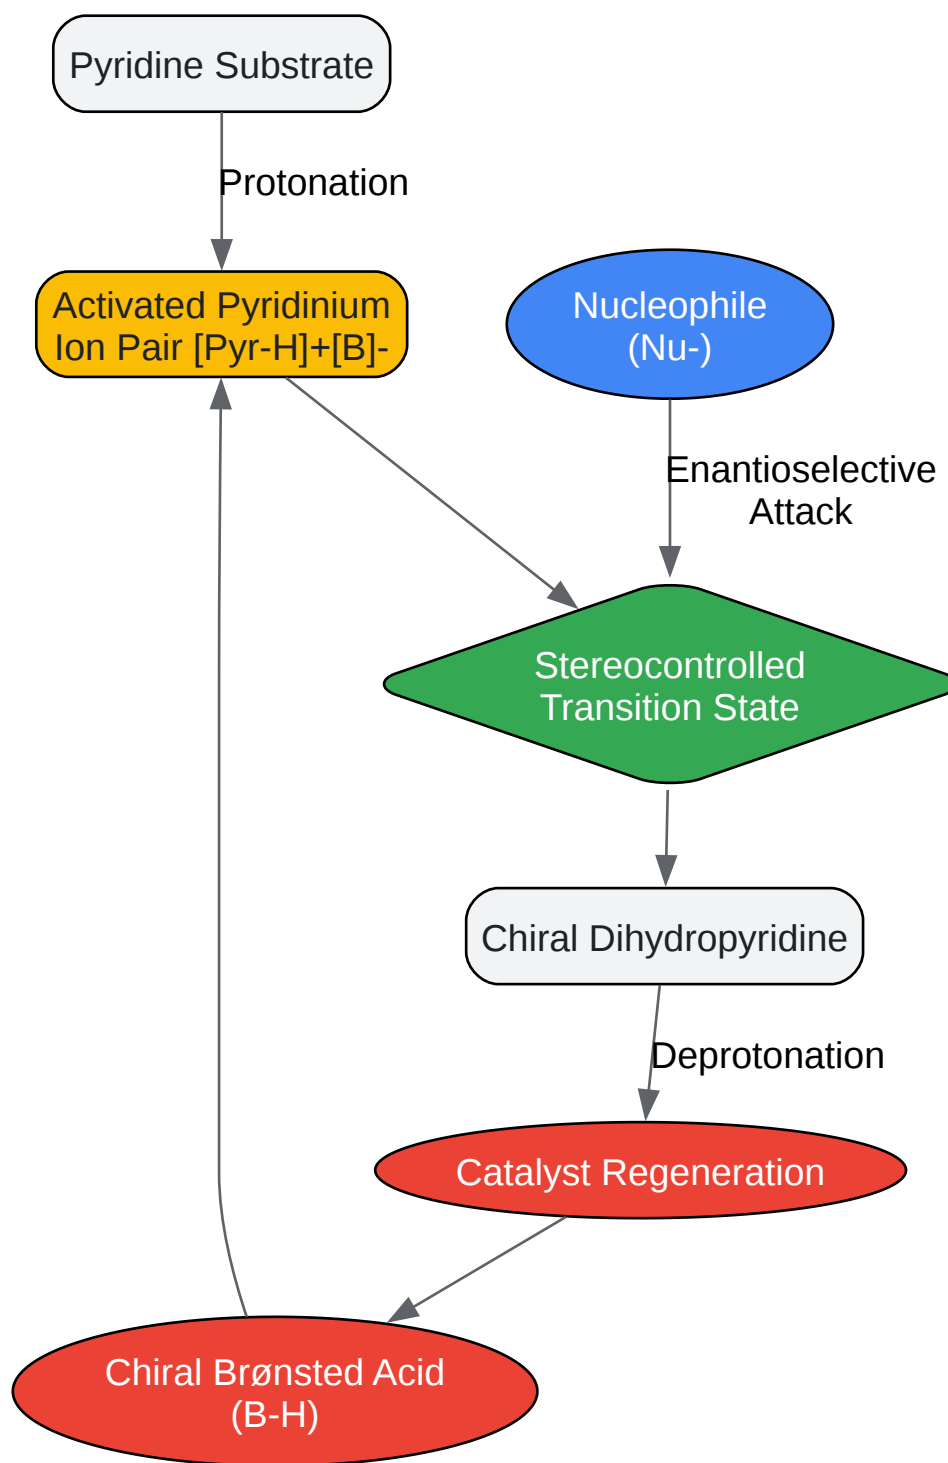 Pyridine Substrate
Protonation
Activated Pyridinium
Ion Pair [Pyr-H]+[B]-
Nucleophile
(Nu-)
Enantioselective
Attack
Stereocontrolled
Transition State
Chiral Dihydropyridine
Deprotonation
Catalyst Regeneration
Chiral Brønsted Acid
(B-H)